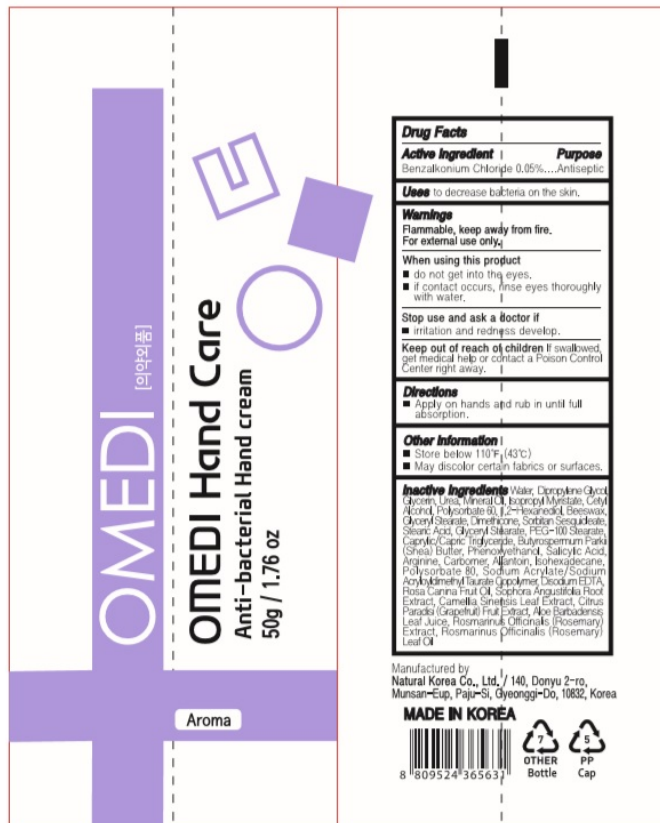 OMEDI
[의약외품]
OMEDI Hand Care
Anti-bacterial Hand cream
50g / 1.76 oz
Aroma
Drug Facts
Active Ingredient Purpose
Benzalkonium Chloride 0.05%....Antiseptic
Uses to decrease bacteria on the skin.
Warnings
Flammable, keep away from fire.
For external use only.
When using this product
■ do not get into the eyes.
■ if contact occurs, rinse eyes thoroughly
with water.
Stop use and ask a doctor if
■ irritation and redness develop.
Keep out of reach of children If swallowed,
get medical help or contact a Poison Control
Center right away.
Directions
■ Apply on hands and rub in until full
absorption.
Other information
■ Store below 110°F (43℃)
■ May discolor certain fabrics or surfaces.
Inactive ingredients Water, Dipropylene Glycol,
Glycerin, Urea, Mineral Oil, Isopropyl Myristate, Cetyl
Alcohol, Polysorbate 60, 1,2-Hexanediol, Beeswax,
Glyceryl Stearate, Dimethicone, Sorbitan Sesquioleate,
Stearic Acid, Glyceryl Stearate, PEG-100 Stearate,
Caprylic/Capric Triglyceride, Butyrospermum Parkii
(Shea) Butter, Phenoxyethanol, Salicylic Acid,
Arginine, Carbomer, Allantoin, Isohexadecane,
Polysorbate 80, Sodium Acrylate/Sodium
Acryloyldimethyl Taurate Copolymer, Disodium EDTA,
Rosa Canina Fruit Oil, Sophora Angustifolia Root
Extract, Camellia Sinensis Leaf Extract, Citrus
Paradisi (Grapefruit) Fruit Extract, Aloe Barbadensis
Leaf Juice, Rosmarinus Officinalis (Rosemary)
Extract, Rosmarinus Officinalis (Rosemary)
Leaf Oil
Manufactured by
Natural Korea Co., Ltd. / 140, Donyu 2-ro,
Munsan-Eup, Paju-Si, Gyeonggi-Do, 10832, Korea
MADE IN KOREA
8 809524 365631
7
OTHER
Bottle
5
PP
Cap